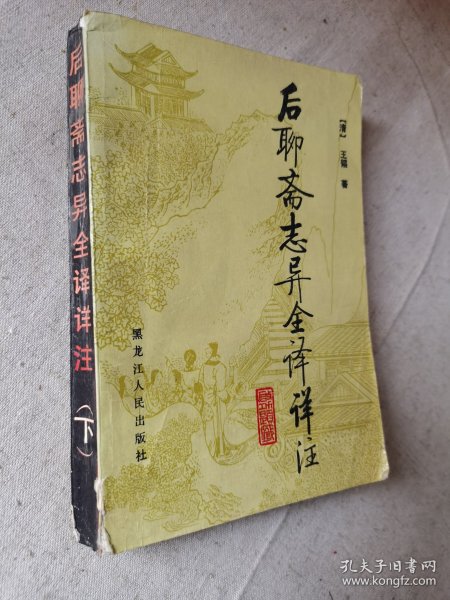 后聊斋志异全译详注
[清] 王韬 著
黑龙江人民出版社
后聊斋志异全译详注
(下)
孔夫子旧书网
www.kongfz.com